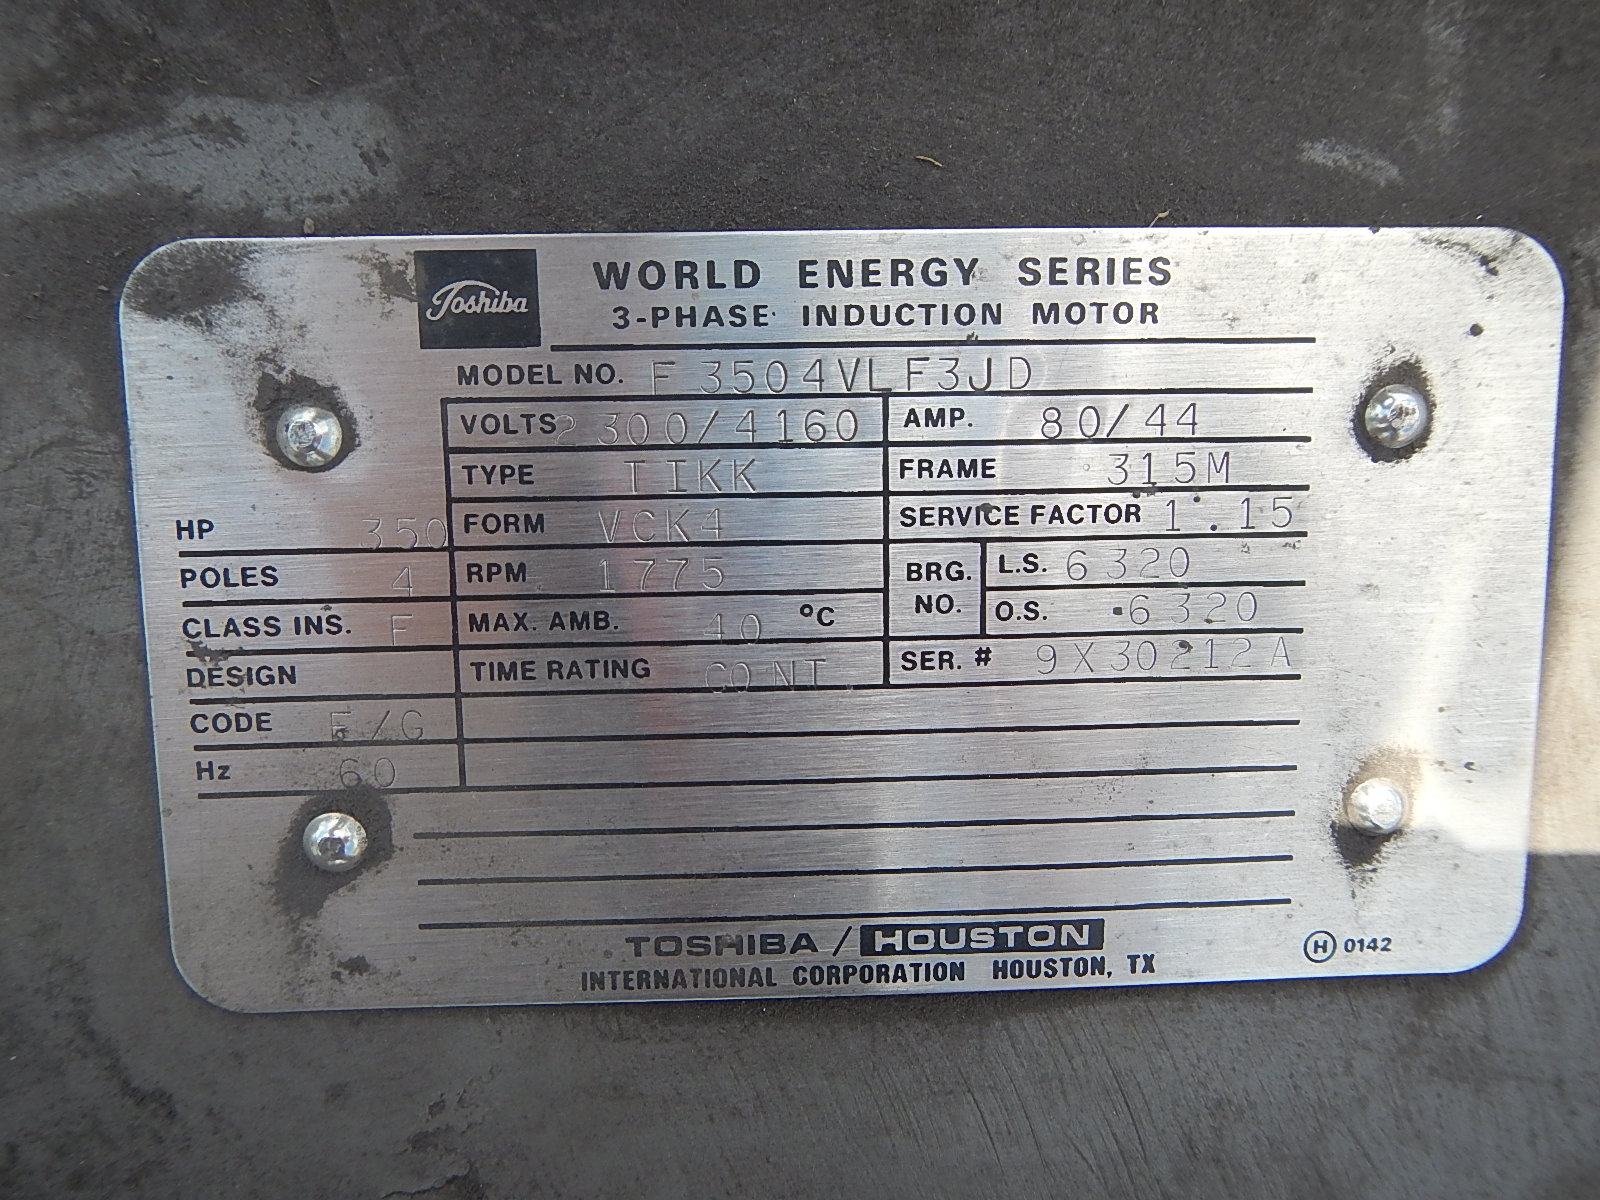 Toshiba
WORLD ENERGY SERIES
3-PHASE INDUCTION MOTOR
MODEL NO. F3504VLF3JD
VOLTS 2300/4160 AMP. 80/44
TYPE TIKK FRAME 315M
HP 350 FORM VCK4 SERVICE FACTOR 1.15
POLES 4 RPM 1775 BRG. NO. L.S. 6320
CLASS INS. F MAX. AMB. 40 °C O.S. 6320
DESIGN TIME RATING CONT. SER. # 9X30212A
CODE F/G
Hz 60
TOSHIBA / HOUSTON
INTERNATIONAL CORPORATION HOUSTON, TX
H 0142